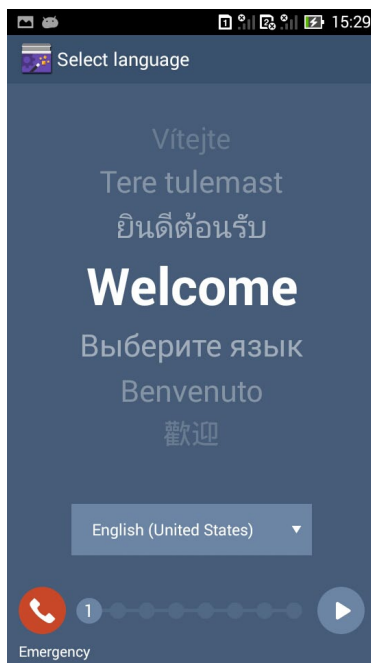 15:29
Select language
Vítejte
Tere tulemast
ยินดีต้อนรับ
Welcome
Выберите язык
Benvenuto
歡迎
English (United States)
1
Emergency